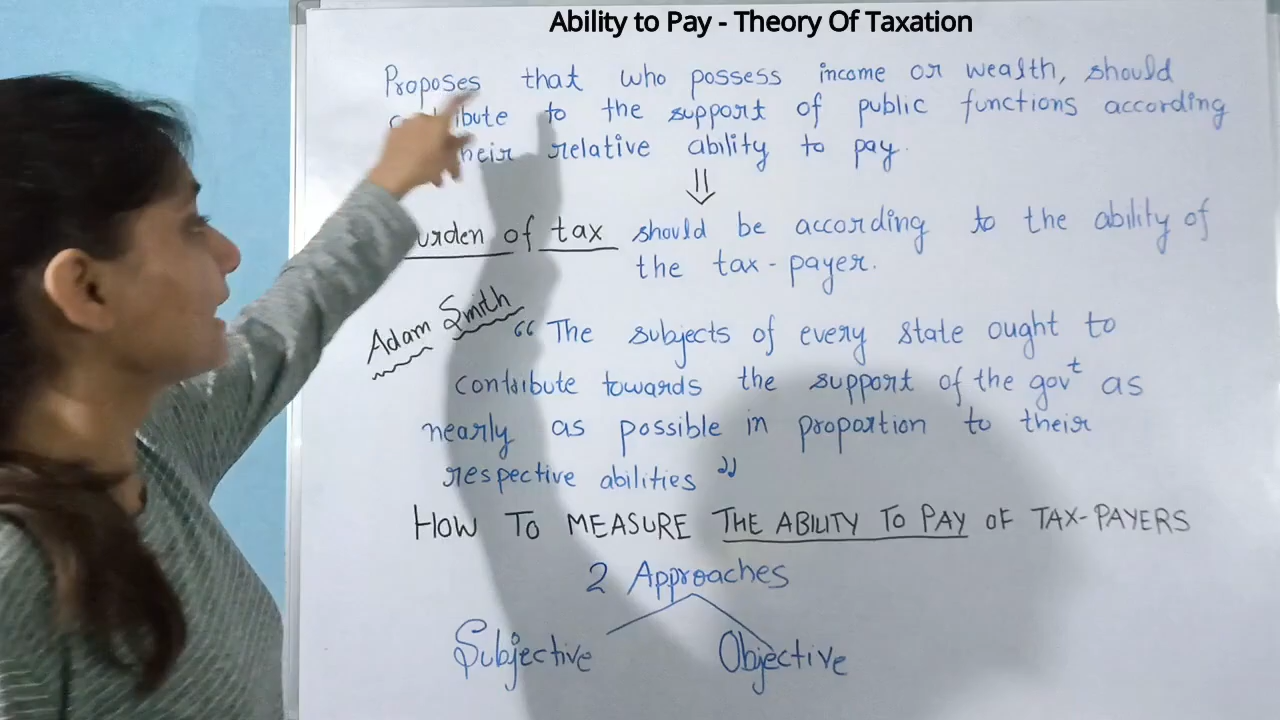 Ability to Pay - Theory Of Taxation
Proposes that who possess income or wealth, should
to the support of public functions according
relative ability to pay.
of tax should be according to the ability of
the tax-payer.
Adam Smith
“The subjects of every state ought to
contribute towards the support of the govt as
nearly as possible in proportion to their
respective abilities”
HOW TO MEASURE THE ABILITY TO PAY OF TAX-PAYERS
2 Approaches
Subjective Objective